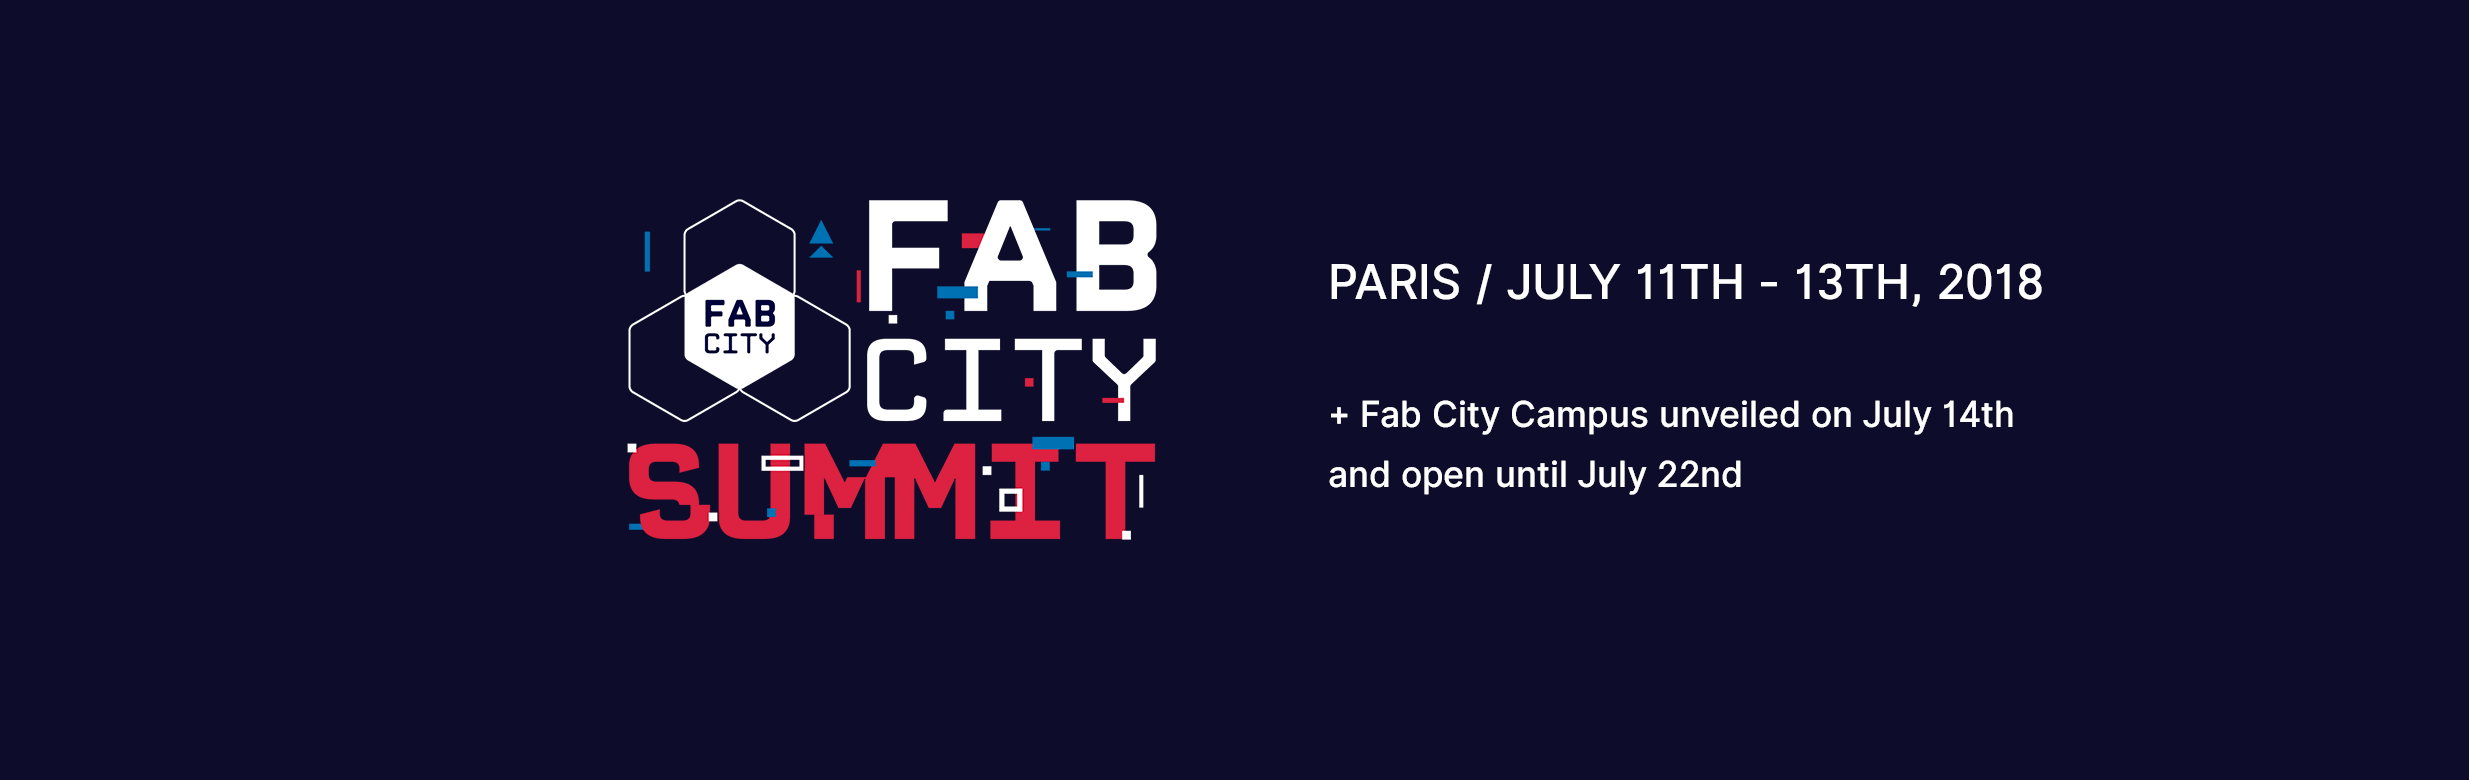 FAB
CITY
FAB
CITY
SUMMIT
PARIS / JULY 11TH - 13TH, 2018
+ Fab City Campus unveiled on July 14th
and open until July 22nd